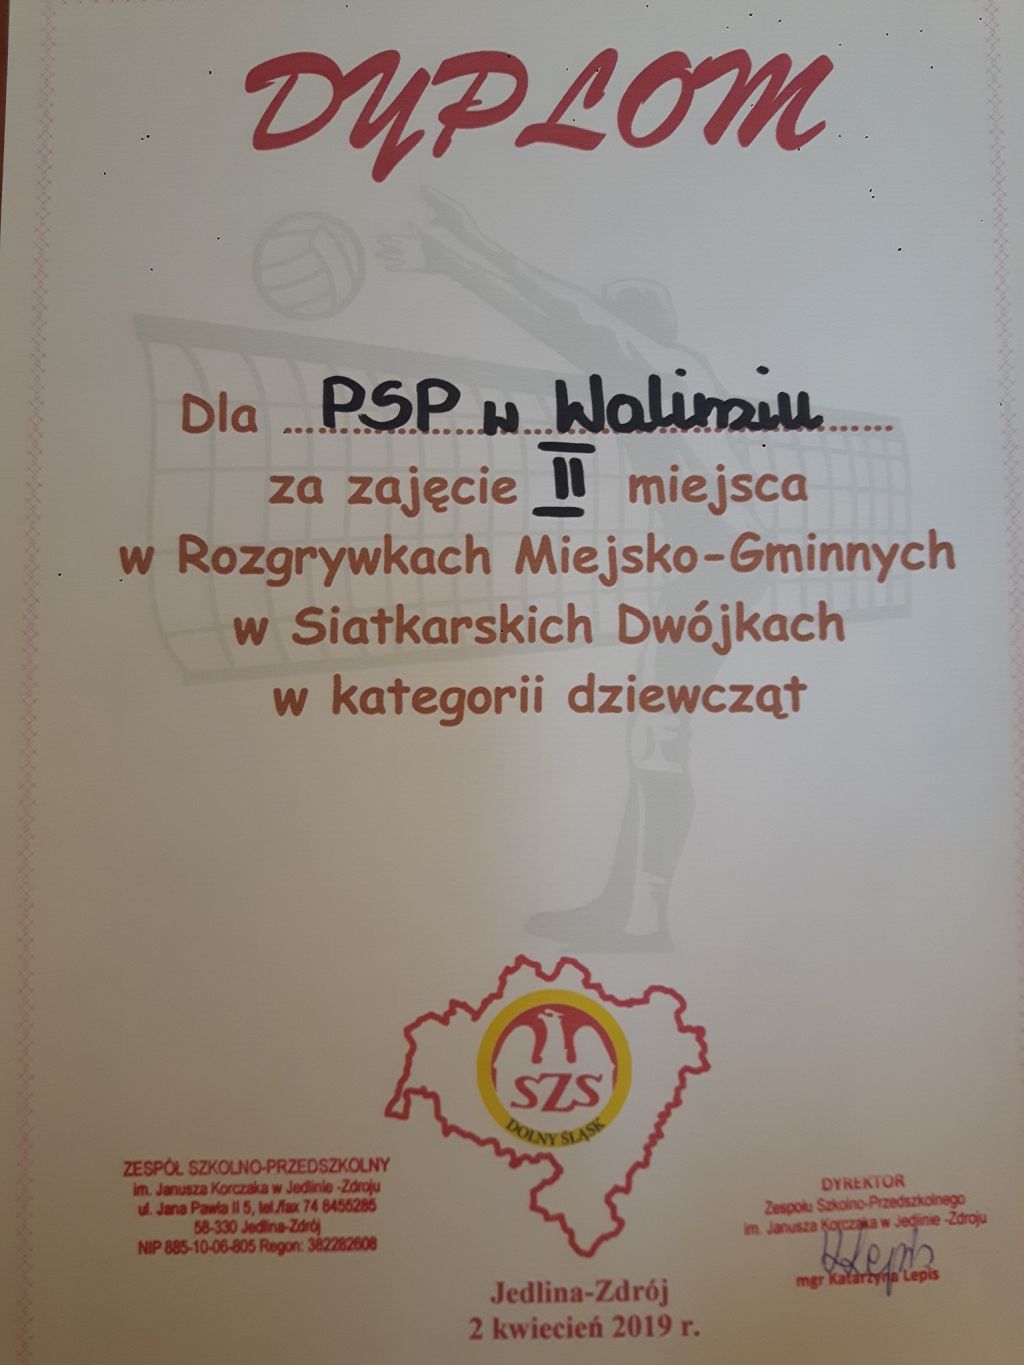 DYPLOM
Dla PSP w Walimiu
za zajęcie II miejsca
w Rozgrywkach Miejsko-Gminnych
w Siatkarskich Dwójkach
w kategorii dziewcząt
SZS
DOLNY ŚLĄSK
ZESPÓŁ SZKOLNO-PRZEDSZKOLNY
im. Janusza Korczaka w Jedlinie -Zdroju
ul. Jana Pawła II 5, tel./fax 74 8455285
58-330 Jedlina-Zdrój
NIP 885-10-06-805 Regon: 382282608
DYREKTOR
Zespołu Szkolno-Przedszkolnego
im. Janusza Korczaka w Jedlinie -Zdroju
KLepis
mgr Katarzyna Lepis
Jedlina-Zdrój
2 kwiecień 2019 r.